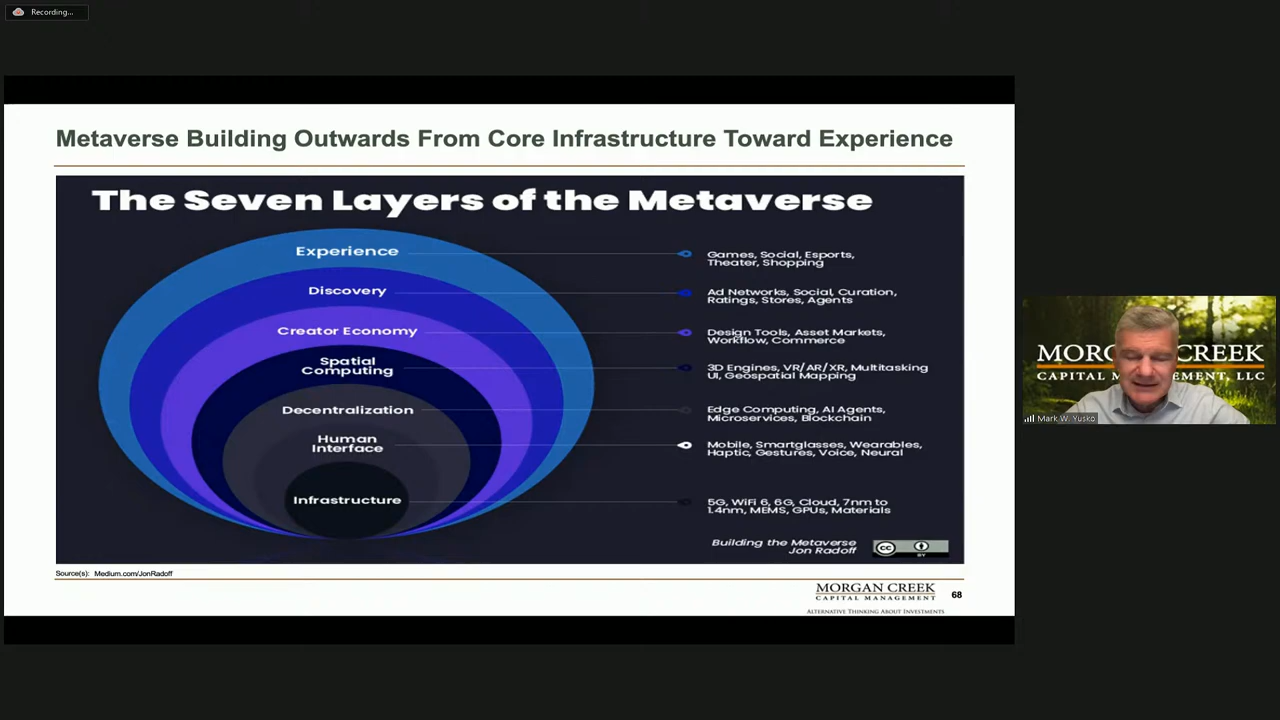 Recording...
Metaverse Building Outwards From Core Infrastructure Toward Experience
The Seven Layers of the Metaverse
Experience
Games, Social, Esports,
Theater, Shopping
Discovery
Ad Networks, Social, Curation,
Ratings, Stores, Agents
Creator Economy
Design Tools, Asset Markets,
Workflow, Commerce
Spatial
Computing
3D Engines, VR/AR/XR, Multitasking
UI, Geospatial Mapping
Decentralization
Edge Computing, AI Agents,
Microservices, Blockchain
Human
Interface
Mobile, Smartglasses, Wearables,
Haptic, Gestures, Voice, Neural
Infrastructure
5G, WiFi 6, 6G, Cloud, 7nm to
1.4nm, MEMS, GPUs, Materials
Building the Metaverse
Jon Radoff
CC
BY
Source(s): Medium.com/JonRadoff
MORGAN CREEK
CAPITAL MANAGEMENT
ALTERNATIVE THINKING ABOUT INVESTMENTS
68
CREEK
CAPITAL
LLC
Mark W. Yusko